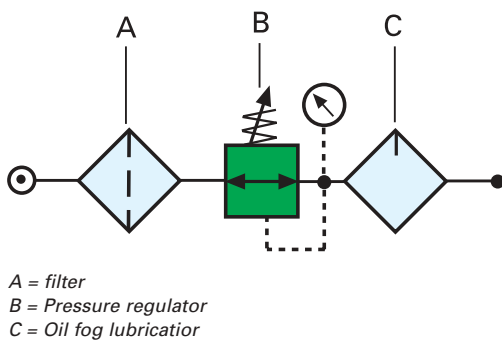 A B C
A = filter
B = Pressure regulator
C = Oil fog lubricatior